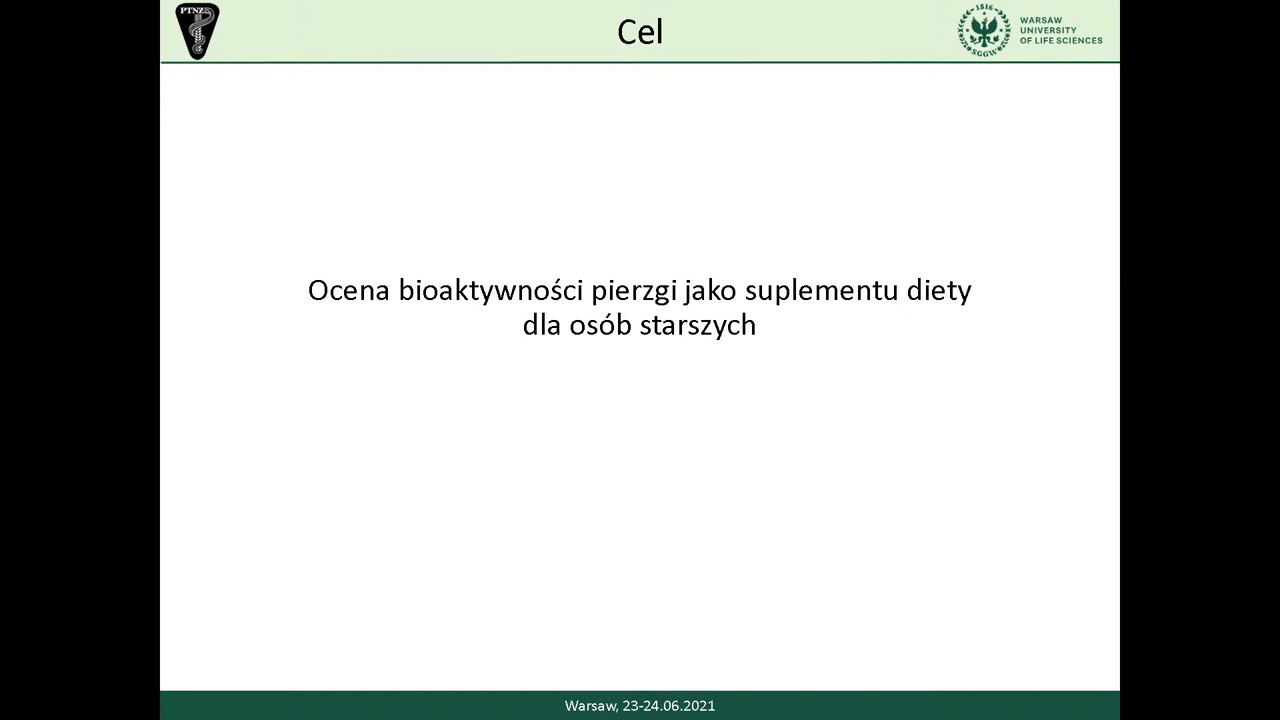 PTNZ
Cel
1816
SGGW
WARSAW
UNIVERSITY
OF LIFE SCIENCES
Ocena bioaktywności pierzgi jako suplementu diety
dla osób starszych
Warsaw, 23-24.06.2021